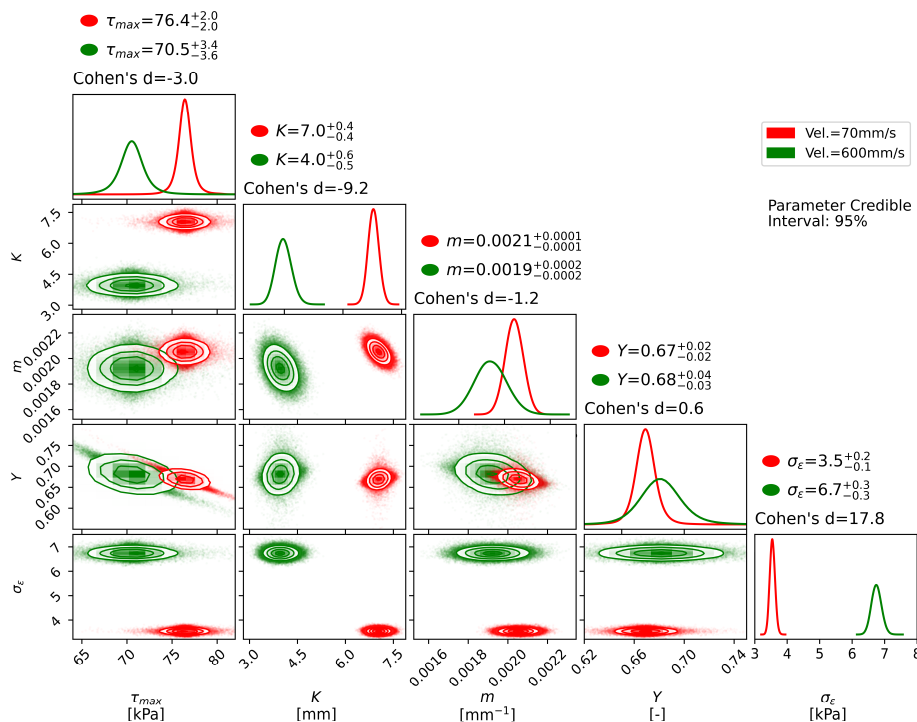 τmax=76.4+2.0−2.0
τmax=70.5+3.4−3.6
Cohen's d=-3.0
K=7.0+0.4−0.4
K=4.0+0.6−0.5
Cohen's d=-9.2
m=0.0021+0.0001−0.0001
m=0.0019+0.0002−0.0002
Cohen's d=-1.2
Y=0.67+0.02−0.02
Y=0.68+0.04−0.03
Cohen's d=0.6
σε=3.5+0.2−0.1
σε=6.7+0.3−0.3
Cohen's d=17.8
Vel.=70mm/s
Vel.=600mm/s
Parameter Credible
Interval: 95%
K
7.5
6.0
4.5
3.0
m
0.0022
0.0020
0.0018
0.0016
Y
0.75
0.70
0.65
0.60
σε
7
6
4
65 70 75 80
τmax
[kPa]
3.0 4.5 6.0 7.5
K
[mm]
0.0016 0.0018 0.0020 0.0022
m
[mm−1]
0.62 0.66 0.70 0.74
Y
[-]
3 4 5 6 7 8
σε
[kPa]